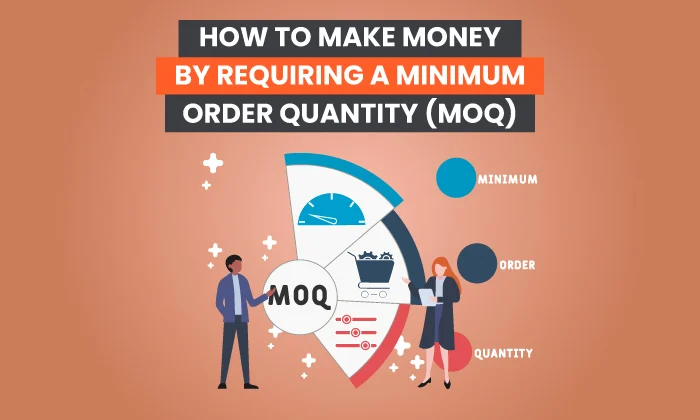 HOW TO MAKE MONEY
BY REQUIRING A MINIMUM
ORDER QUANTITY (MOQ)
MINIMUM
ORDER
MOQ
QUANTITY